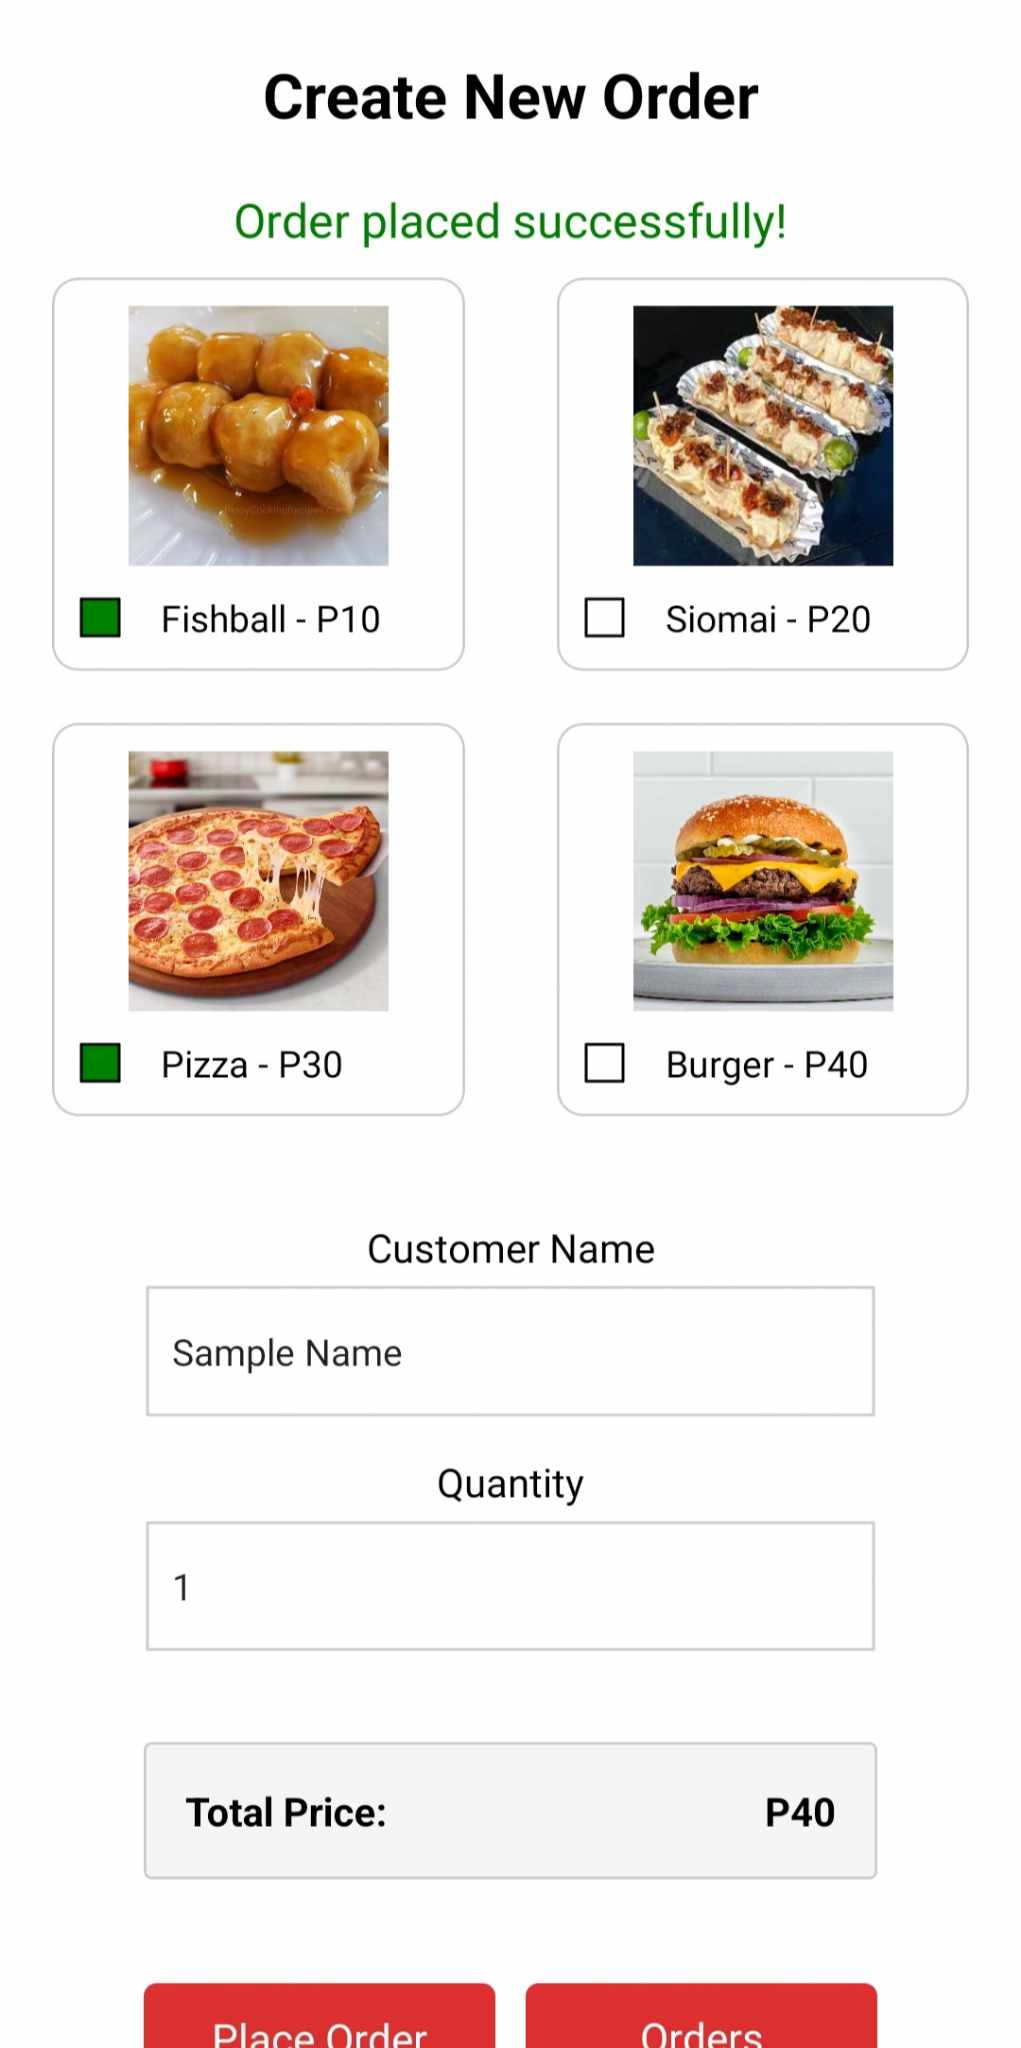 Create New Order
Order placed successfully!
Fishball - P10
Siomai - P20
Pizza - P30
Burger - P40
Customer Name
Sample Name
Quantity
1
Total Price: P40
Place Order
Orders